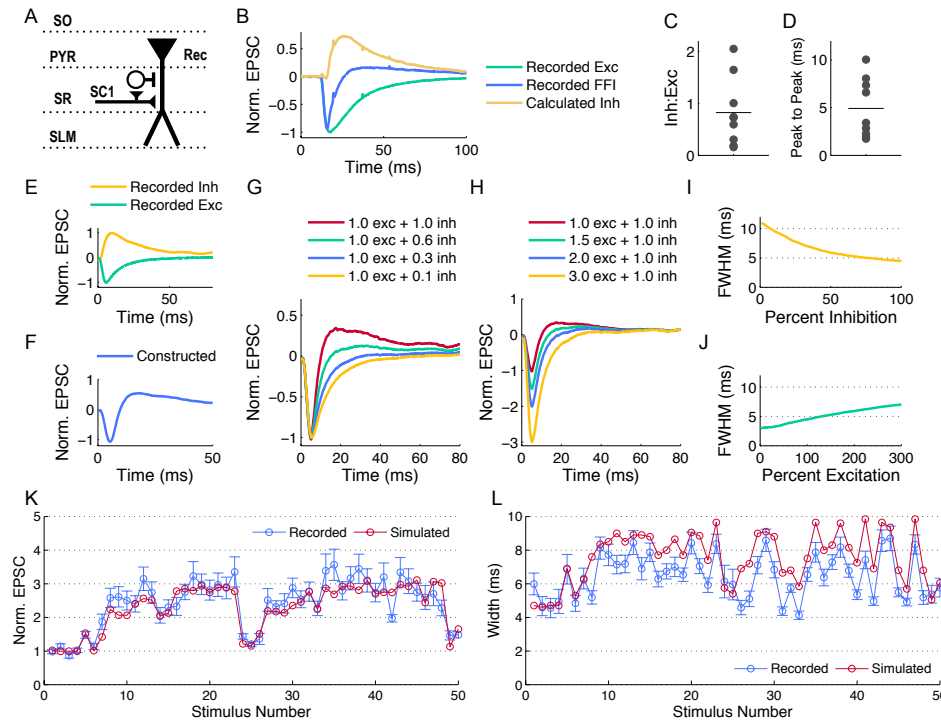 A
SO
PYR
Rec
SC1
SR
SLM
B
Norm. EPSC
0.5
0
-0.5
-1
0
50
100
Time (ms)
Recorded Exc
Recorded FFI
Calculated Inh
C
Inh:Exc
2
1
0
D
Peak to Peak (ms)
10
5
0
E
Recorded Inh
Recorded Exc
Norm. EPSC
1
0
-1
0
50
Time (ms)
F
Constructed
Norm. EPSC
1
0
-1
0
50
Time (ms)
G
1.0 exc + 1.0 inh
1.0 exc + 0.6 inh
1.0 exc + 0.3 inh
1.0 exc + 0.1 inh
Norm. EPSC
0.5
0
-0.5
-1
0
20
40
60
80
Time (ms)
H
1.0 exc + 1.0 inh
1.5 exc + 1.0 inh
2.0 exc + 1.0 inh
3.0 exc + 1.0 inh
Norm. EPSC
1
0
-1
-2
-3
0
20
40
60
80
Time (ms)
I
FWHM (ms)
10
5
0
0
50
100
Percent Inhibition
J
FWHM (ms)
10
5
0
0
100
200
300
Percent Excitation
K
Norm. EPSC
5
4
3
2
1
0
Recorded
Simulated
0
10
20
30
40
50
Stimulus Number
L
Width (ms)
10
8
6
4
2
0
Recorded
Simulated
0
10
20
30
40
50
Stimulus Number